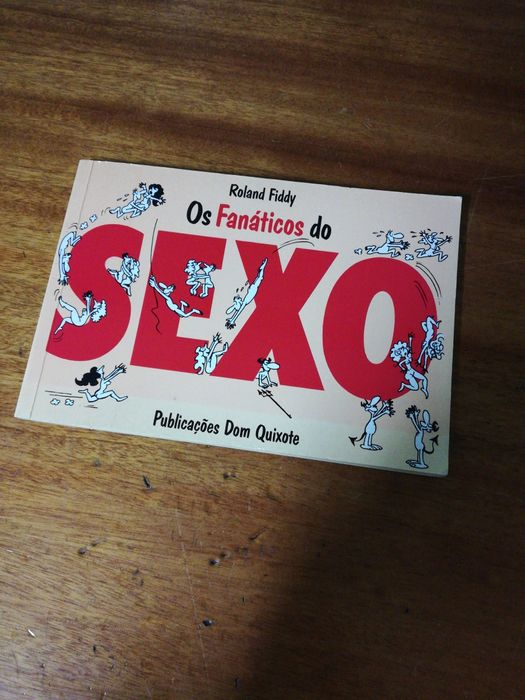 Roland Fiddy
Os Fanáticos do
SEXO
Publicações Dom Quixote